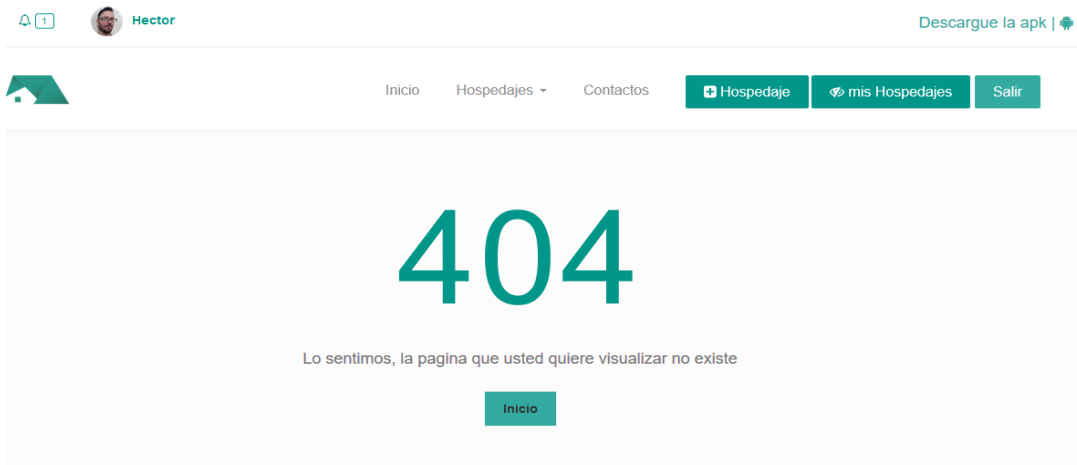 1 Hector Descargue la apk |
Inicio Hospedajes Contactos Hospedaje mis Hospedajes Salir
404
Lo sentimos, la pagina que usted quiere visualizar no existe
Inicio